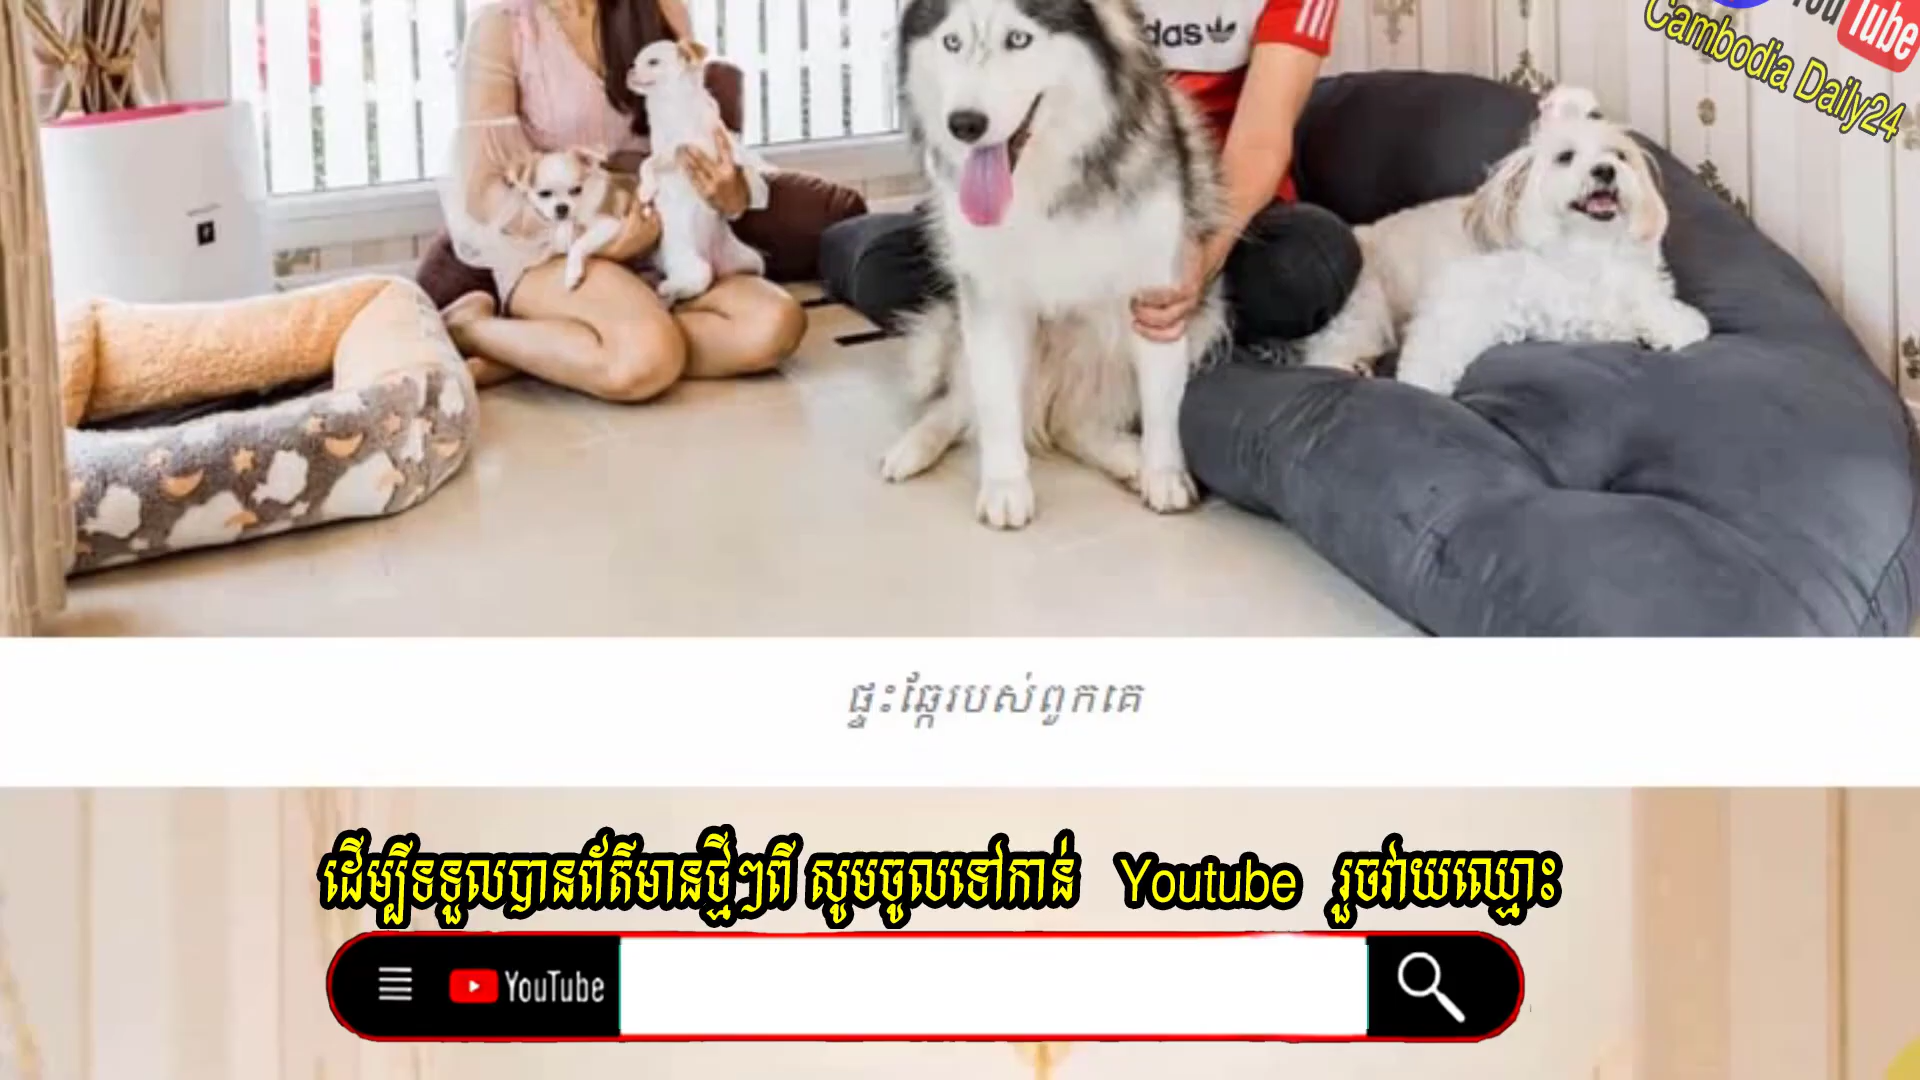 YouTube
Cambodia Daily24
das
ផ្ទះឆ្កែរបស់ពួកគេ
ដើម្បីទទួលបានព័ត៌មានថ្មីៗពី សូមចូលទៅកាន់ Youtube រួចវាយឈ្មោះ
YouTube